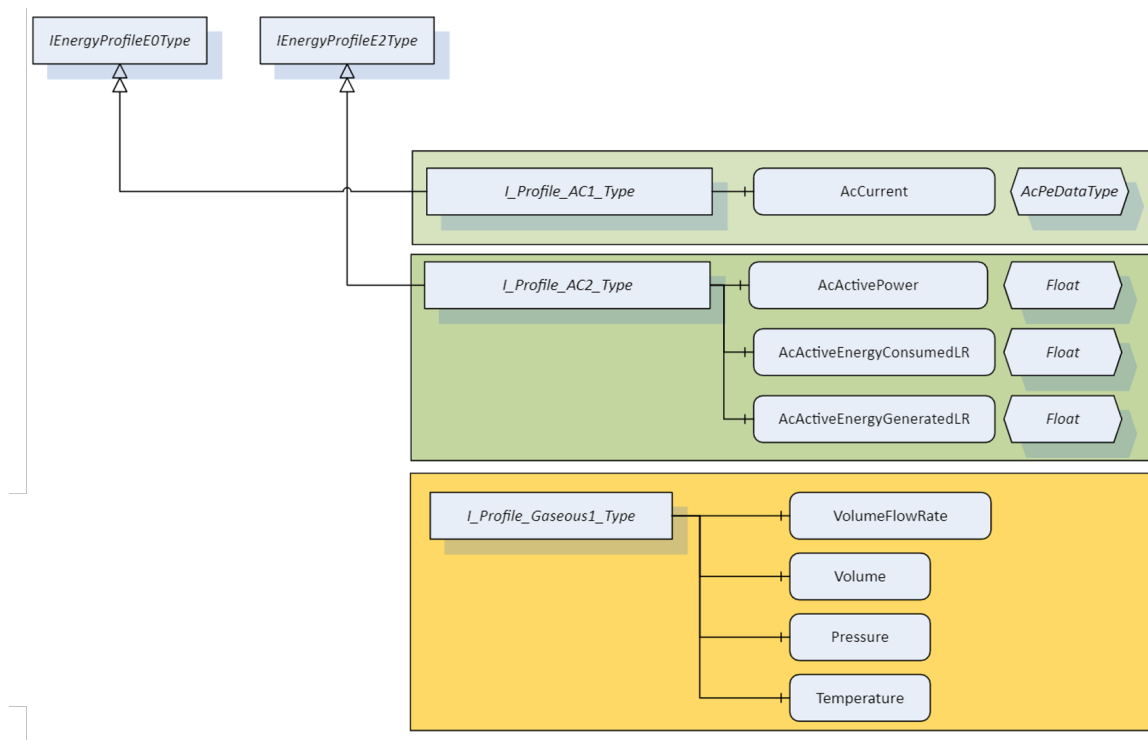 IEnergyProfileE0Type
IEnergyProfileE2Type
I_Profile_AC1_Type
AcCurrent
AcPeDataType
I_Profile_AC2_Type
AcActivePower
Float
AcActiveEnergyConsumedLR
Float
AcActiveEnergyGeneratedLR
Float
I_Profile_Gaseous1_Type
VolumeFlowRate
Volume
Pressure
Temperature